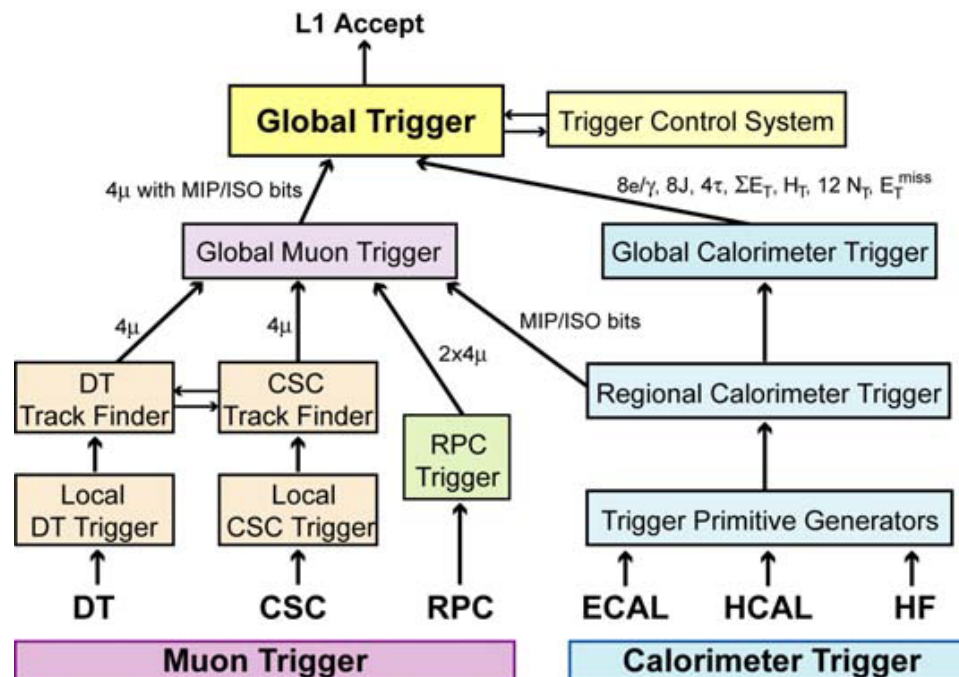 L1 Accept
Global Trigger
Trigger Control System
4μ with MIP/ISO bits
8e/γ, 8J, 4τ, ΣE_T, H_T, 12 N_T, E_T^miss
Global Muon Trigger
Global Calorimeter Trigger
4μ
4μ
2x4μ
MIP/ISO bits
DT
Track Finder
CSC
Track Finder
RPC
Trigger
Regional Calorimeter Trigger
Local
DT Trigger
Local
CSC Trigger
Trigger Primitive Generators
DT
CSC
RPC
ECAL
HCAL
HF
Muon Trigger
Calorimeter Trigger